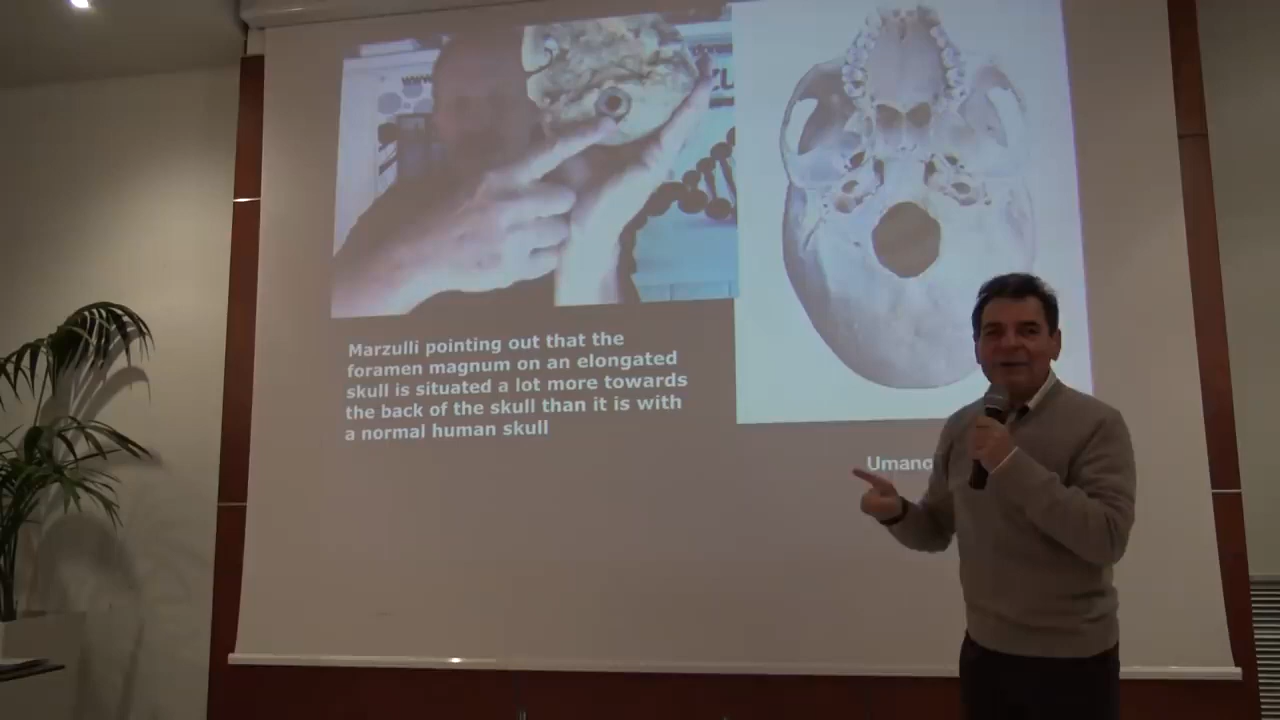 Marzulli pointing out that the
foramen magnum on an elongated
skull is situated a lot more towards
the back of the skull than it is with
a normal human skull